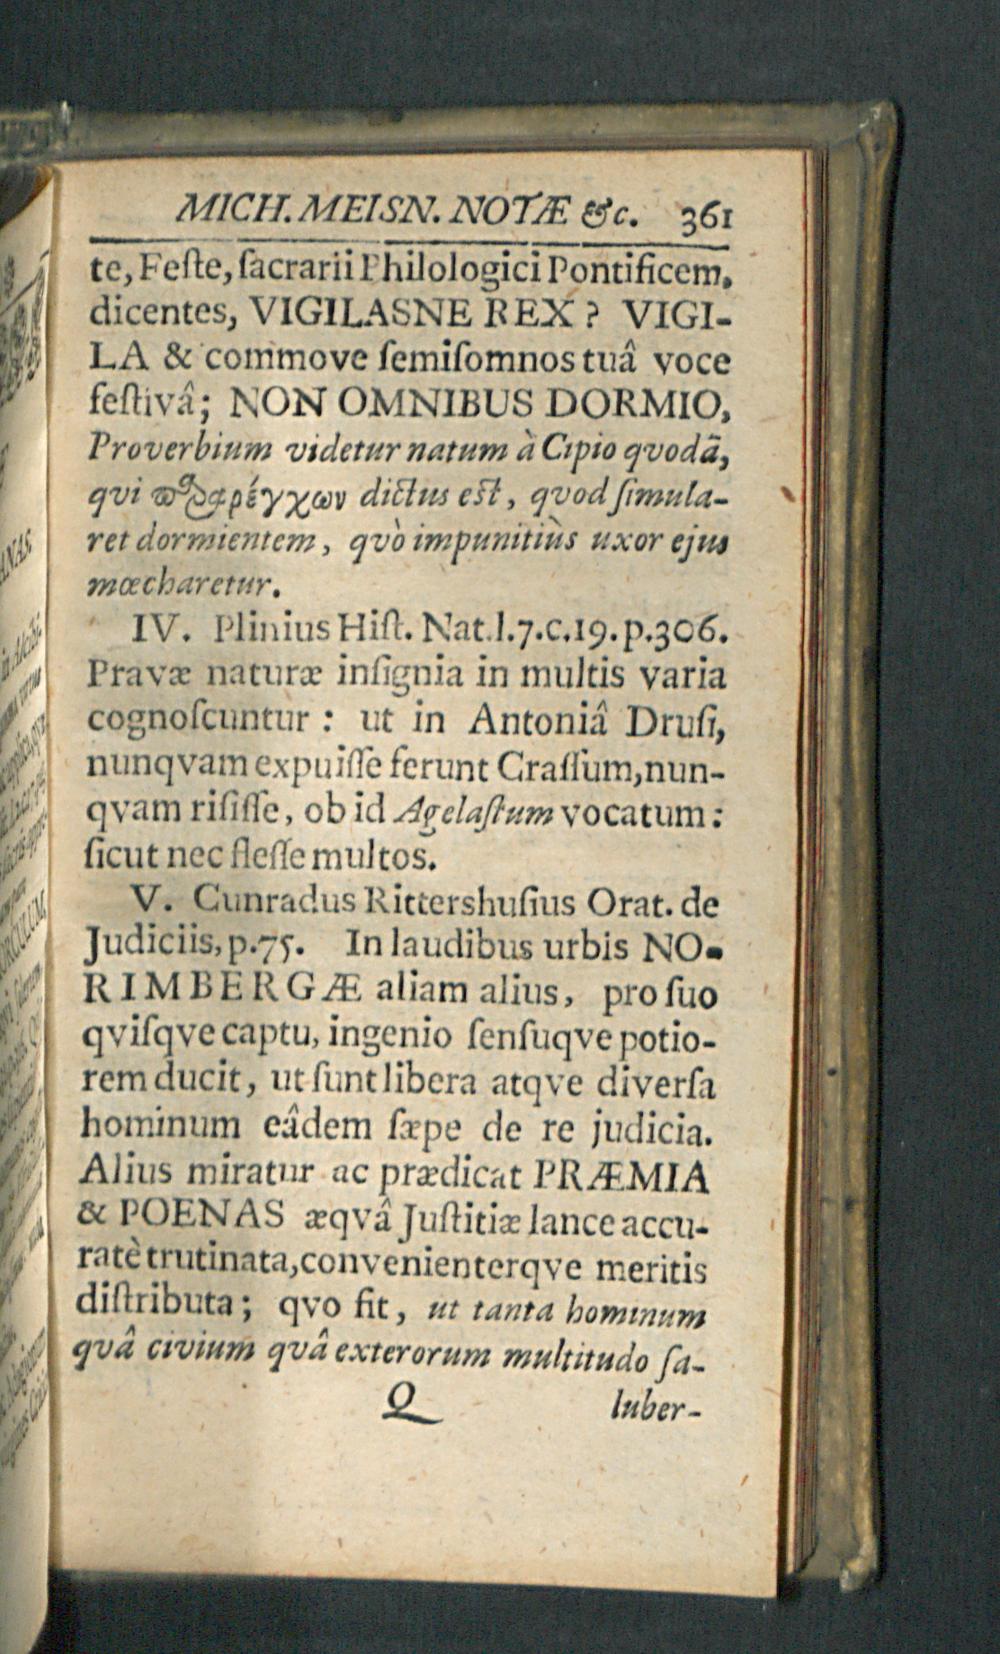 MICH. MEISN. NOTÆ &c. 361
te, Feſte, ſacrarii Philologici Pontificem,
dicentes, VIGILASNE REX? VIGI-
LA & commove ſemiſomnos tuâ voce
feſtivâ; NON OMNIBUS DORMIO,
Proverbium videtur natum à Cipio qvodã,
qvi παραρέγχων dictus eſt, qvod ſimula-
ret dormientem, qvò impunitiùs uxor ejus
mœcharetur.
IV. Plinius Hiſt. Nat.l.7.c.19.p.306.
Pravæ naturæ inſignia in multis varia
cognoſcuntur: ut in Antoniâ Druſi,
nunqvam expuiſſe ferunt Craſſum, nun-
qvam riſiſſe, ob id Agelaſtum vocatum:
ſicut nec fleſſe multos.
V. Cunradus Rittershuſius Orat. de
Judiciis, p.75. In laudibus urbis NO-
RIMBERGÆ aliam alius, pro ſuo
qviſqve captu, ingenio ſenſuqve potio-
rem ducit, ut ſunt libera atqve diverſa
hominum eâdem ſæpe de re judicia.
Alius miratur ac prædicat PRÆMIA
& POENAS æqvâ Juſtitiæ lance accu-
ratè trutinata, convenienterqve meritis
diſtributa; qvo fit, ut tanta hominum
qvâ civium qvâ exterorum multitudo ſa-
Q luber-